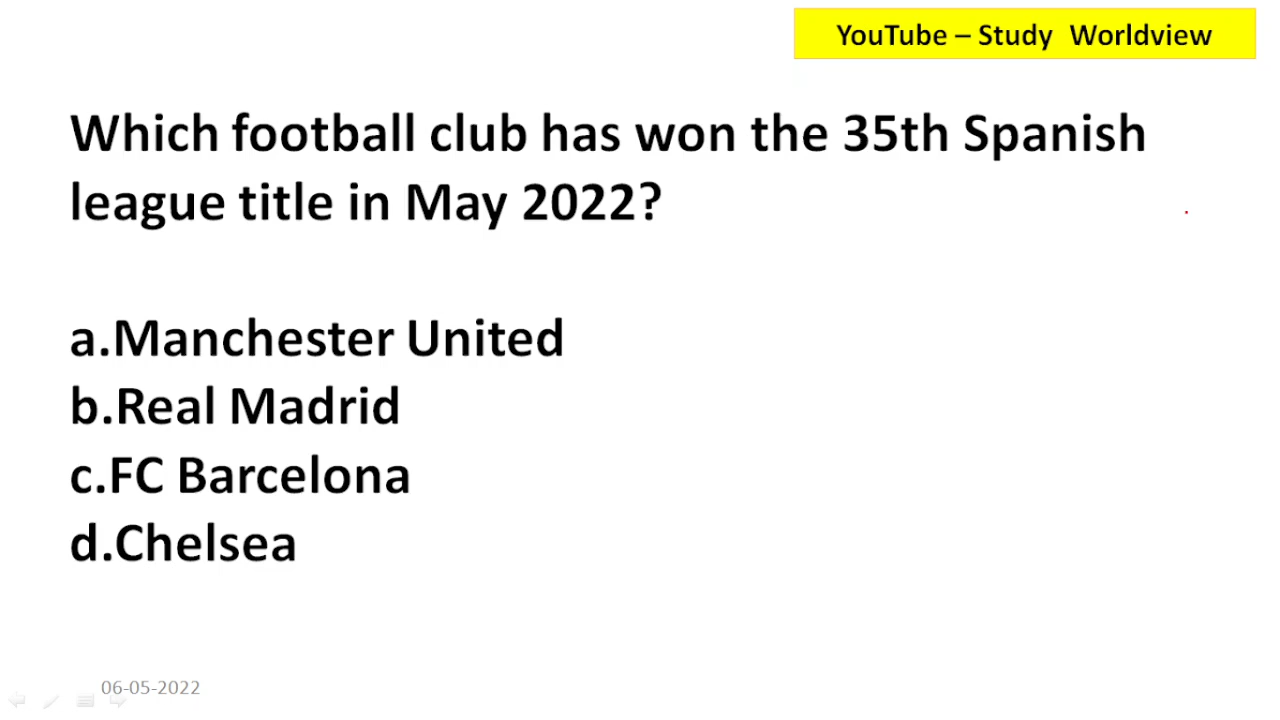 YouTube – Study Worldview
Which football club has won the 35th Spanish
league title in May 2022?
a.Manchester United
b.Real Madrid
c.FC Barcelona
d.Chelsea
06-05-2022